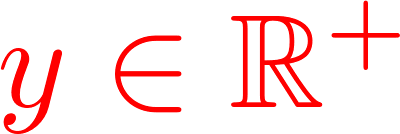 y ∈ ℝ⁺